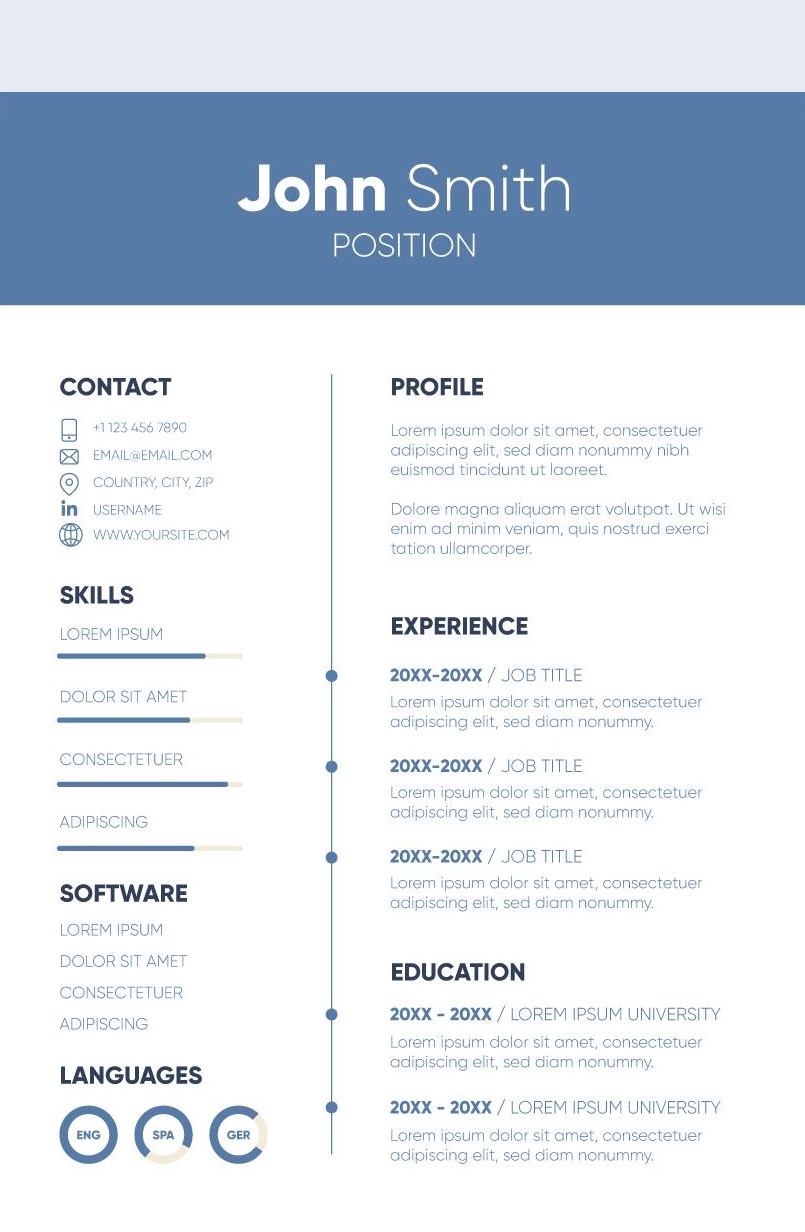 John Smith
POSITION
CONTACT
+1 123 456 7890
EMAIL@EMAIL.COM
COUNTRY, CITY, ZIP
in USERNAME
WWW.YOURSITE.COM
SKILLS
LOREM IPSUM
DOLOR SIT AMET
CONSECTETUER
ADIPISCING
SOFTWARE
LOREM IPSUM
DOLOR SIT AMET
CONSECTETUER
ADIPISCING
LANGUAGES
ENG SPA GER
PROFILE
Lorem ipsum dolor sit amet, consectetuer
adipiscing elit, sed diam nonummy nibh
euismod tincidunt ut laoreet.
Dolore magna aliquam erat volutpat. Ut wisi
enim ad minim veniam, quis nostrud exerci
tation ullamcorper.
EXPERIENCE
20XX-20XX / JOB TITLE
Lorem ipsum dolor sit amet, consectetuer
adipiscing elit, sed diam nonummy.
20XX-20XX / JOB TITLE
Lorem ipsum dolor sit amet, consectetuer
adipiscing elit, sed diam nonummy.
20XX-20XX / JOB TITLE
Lorem ipsum dolor sit amet, consectetuer
adipiscing elit, sed diam nonummy.
EDUCATION
20XX - 20XX / LOREM IPSUM UNIVERSITY
Lorem ipsum dolor sit amet, consectetuer
adipiscing elit, sed diam nonummy.
20XX - 20XX / LOREM IPSUM UNIVERSITY
Lorem ipsum dolor sit amet, consectetuer
adipiscing elit, sed diam nonummy.